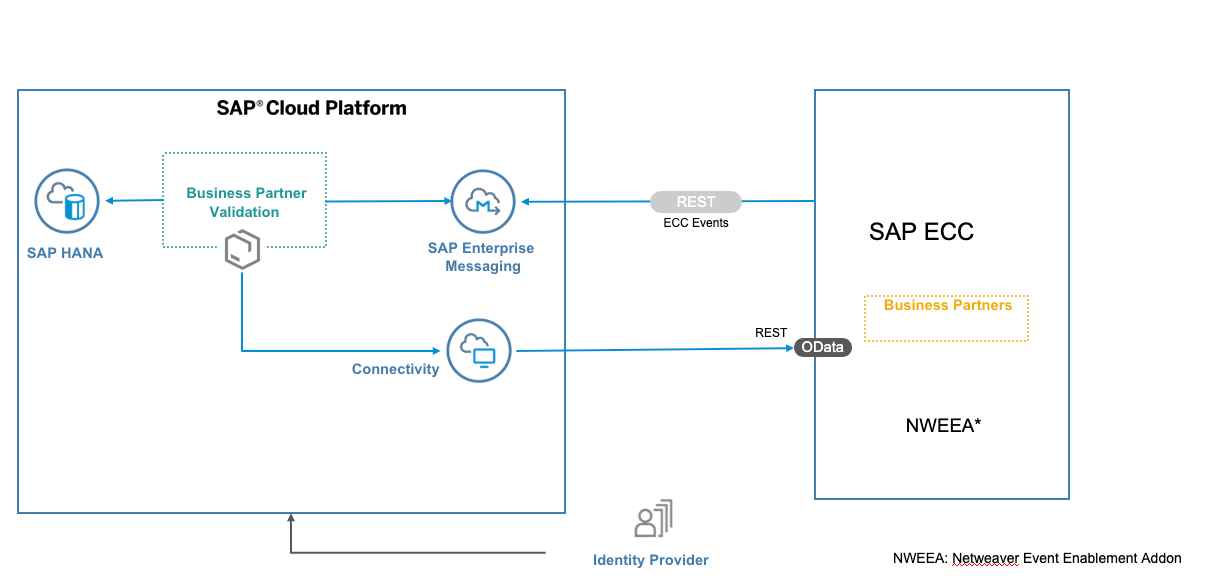 SAP® Cloud Platform
Business Partner
Validation
SAP HANA
SAP Enterprise
Messaging
Connectivity
REST
ECC Events
REST
OData
SAP ECC
Business Partners
NWEEA*
Identity Provider
NWEEA: Netweaver Event Enablement Addon